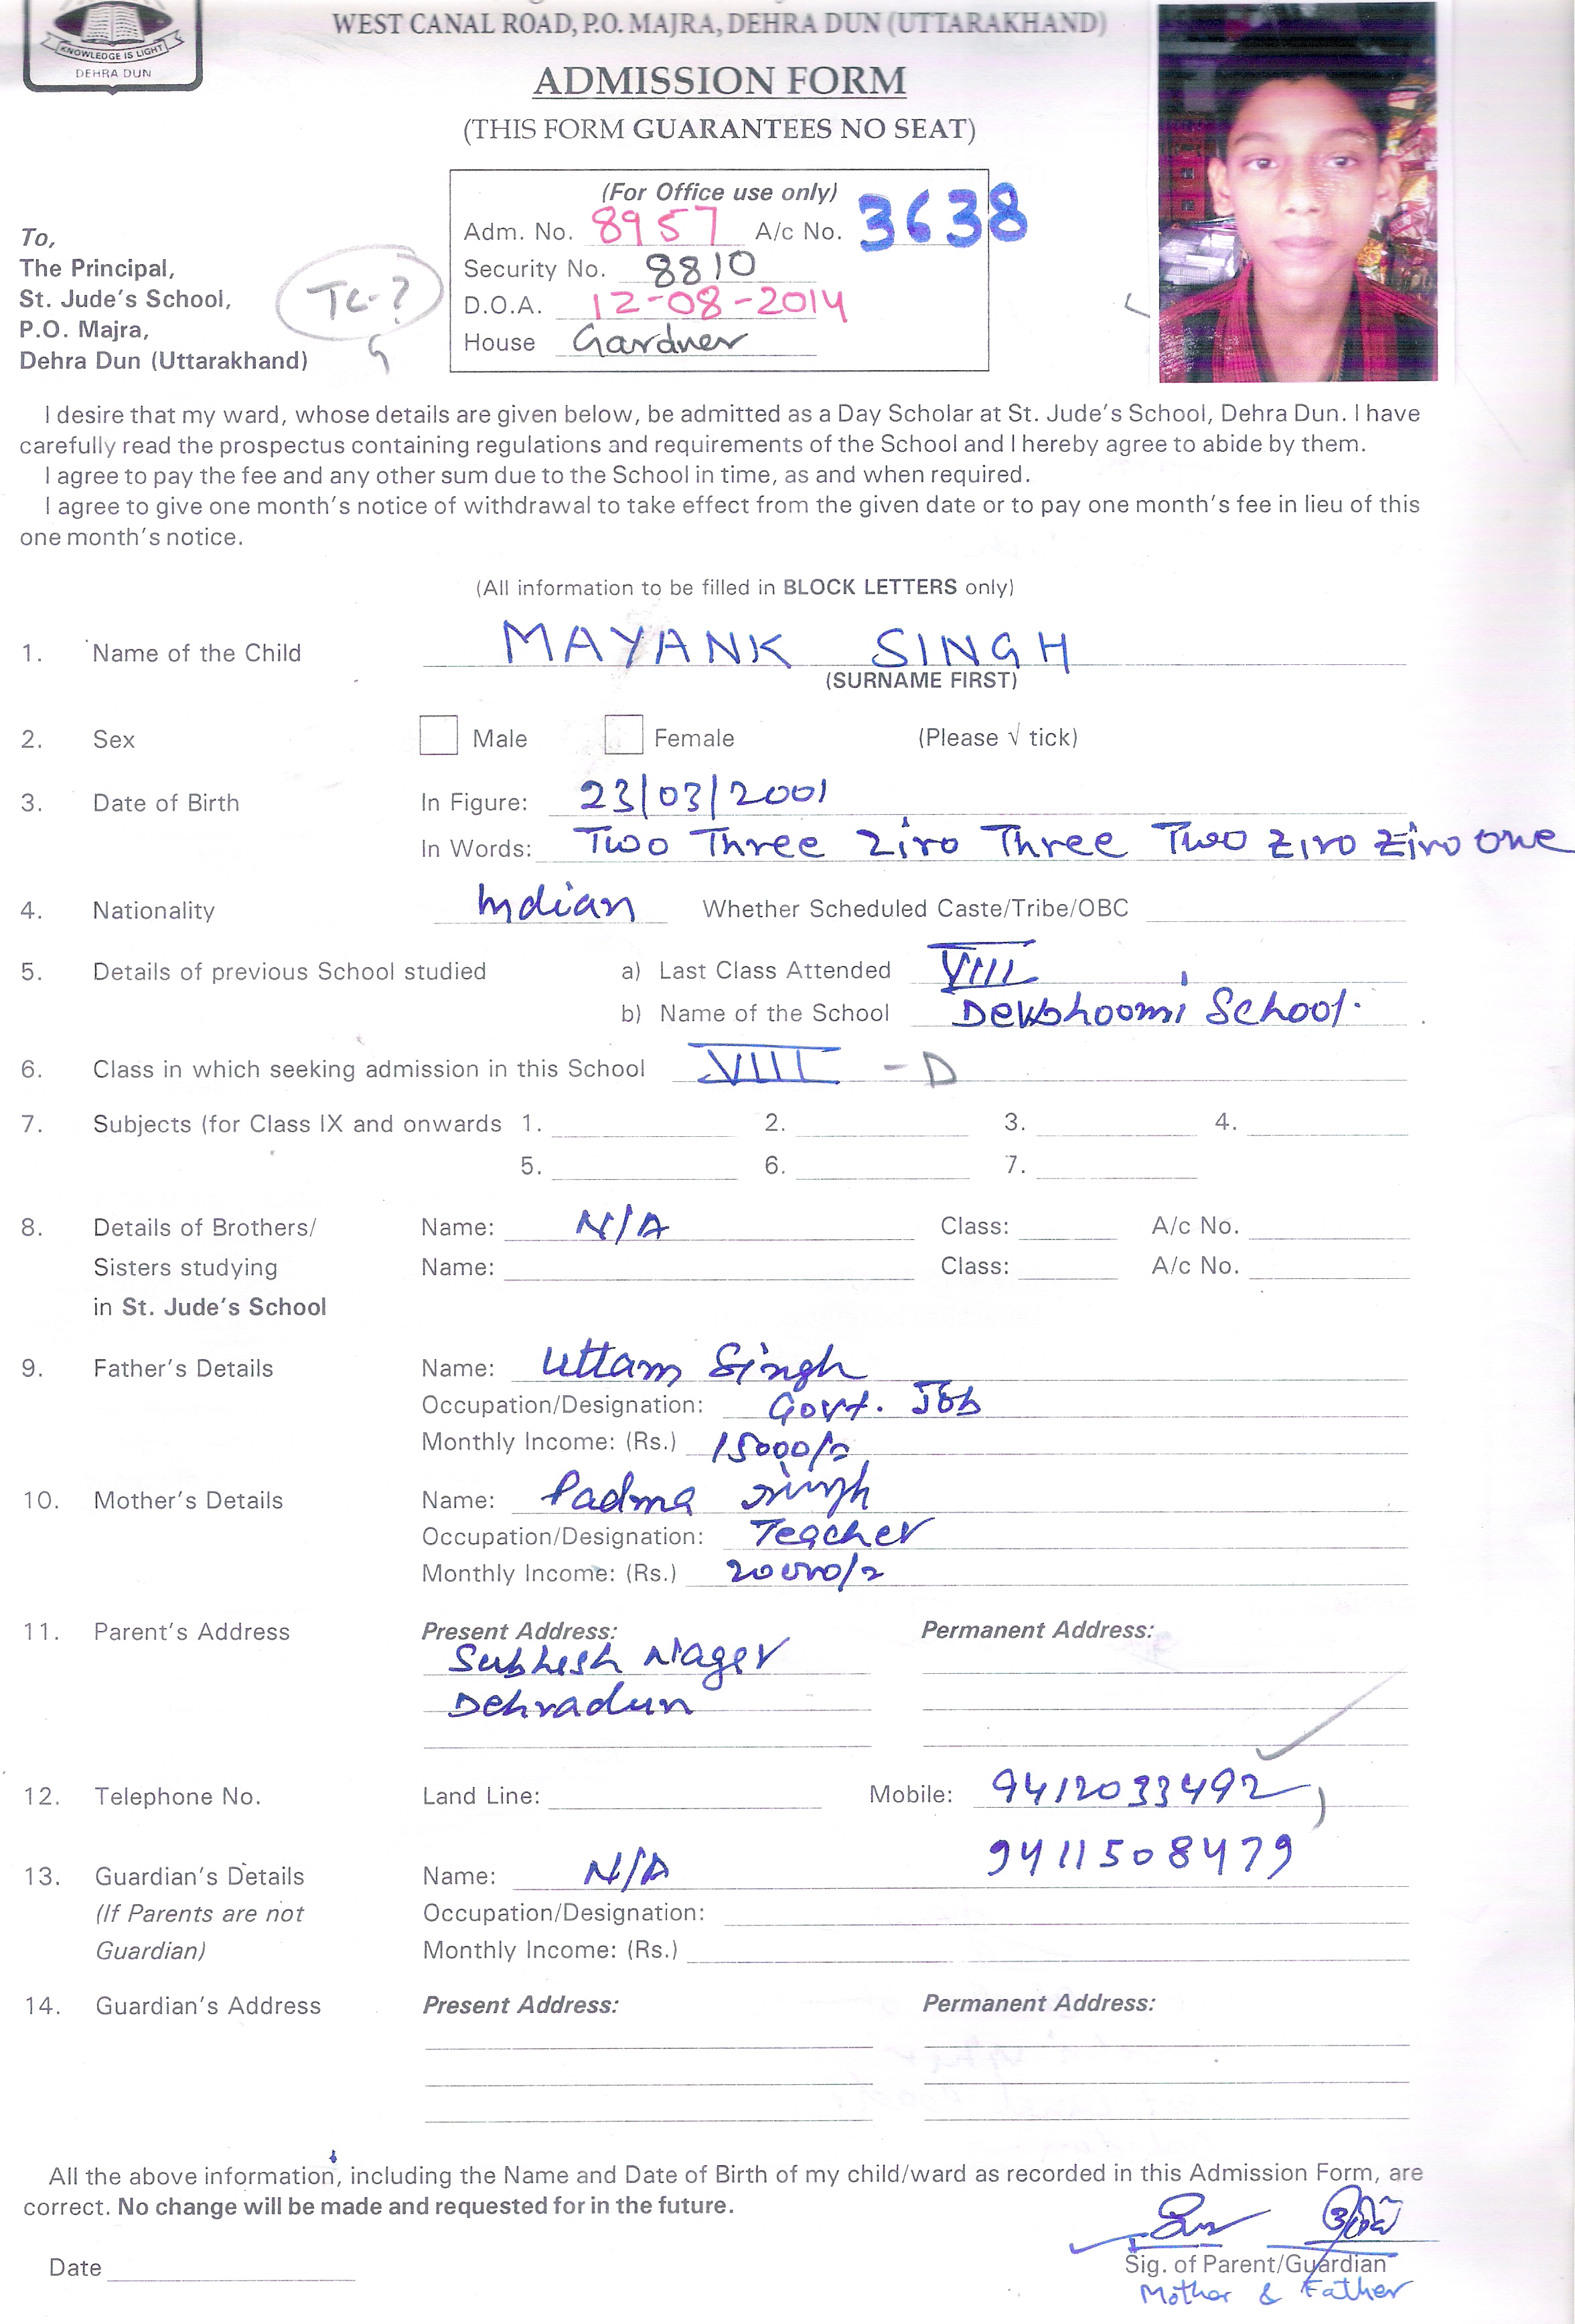 KNOWLEDGE IS LIGHT
DEHRA DUN
WEST CANAL ROAD, P.O. MAJRA, DEHRA DUN (UTTARAKHAND)
ADMISSION FORM
(THIS FORM GUARANTEES NO SEAT)
(For Office use only)
Adm. No. 8957 A/c No. 3638
Security No. 8810
D.O.A. 12-08-2014
House Gardner
To,
The Principal,
St. Jude's School,
P.O. Majra,
Dehra Dun (Uttarakhand)
TC-?
I desire that my ward, whose details are given below, be admitted as a Day Scholar at St. Jude's School, Dehra Dun. I have
carefully read the prospectus containing regulations and requirements of the School and I hereby agree to abide by them.
I agree to pay the fee and any other sum due to the School in time, as and when required.
I agree to give one month's notice of withdrawal to take effect from the given date or to pay one month's fee in lieu of this
one month's notice.
(All information to be filled in BLOCK LETTERS only)
1. Name of the Child MAYANK SINGH
(SURNAME FIRST)
2. Sex Male Female (Please √ tick)
3. Date of Birth In Figure: 23/03/2001
In Words: Two Three Ziro Three Two Ziro Ziro one
4. Nationality Indian Whether Scheduled Caste/Tribe/OBC
5. Details of previous School studied a) Last Class Attended VIII
b) Name of the School Devbhoomi School.
6. Class in which seeking admission in this School VIII - D
7. Subjects (for Class IX and onwards 1. 2. 3. 4.
5. 6. 7.
8. Details of Brothers/ Name: N/A Class: A/c No.
Sisters studying Name: Class: A/c No.
in St. Jude's School
9. Father's Details Name: Uttam Singh
Occupation/Designation: Govt. Job
Monthly Income: (Rs.) 15000/=
10. Mother's Details Name: Padma Singh
Occupation/Designation: Teacher
Monthly Income: (Rs.) 20000/=
11. Parent's Address Present Address: Permanent Address:
Subhash Nager
Dehradun
12. Telephone No. Land Line: Mobile: 9412033492,
9411508479
13. Guardian's Details Name: N/A
(If Parents are not Occupation/Designation:
Guardian) Monthly Income: (Rs.)
14. Guardian's Address Present Address: Permanent Address:
All the above information, including the Name and Date of Birth of my child/ward as recorded in this Admission Form, are
correct. No change will be made and requested for in the future.
Date
Sig. of Parent/Guardian
Mother & Father